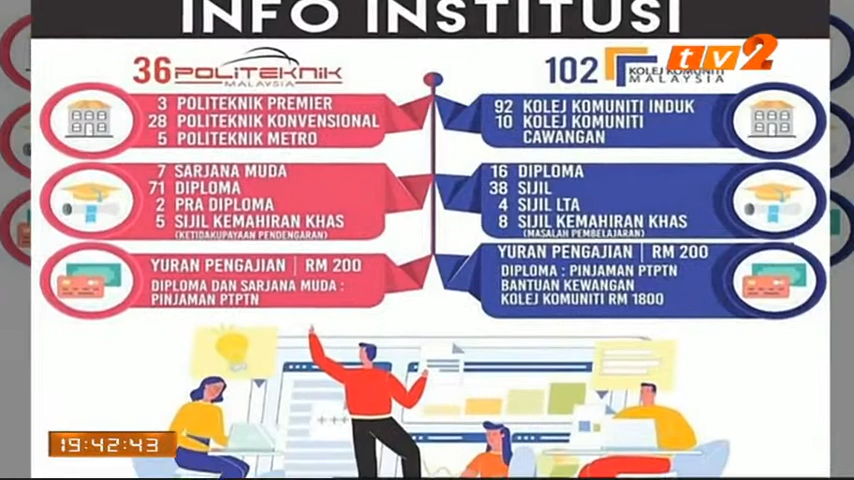 INFO INSTITUSI
tv2
36 POLITEKNIK
MALAYSIA
3 POLITEKNIK PREMIER
28 POLITEKNIK KONVENSIONAL
5 POLITEKNIK METRO
7 SARJANA MUDA
71 DIPLOMA
2 PRA DIPLOMA
5 SIJIL KEMAHIRAN KHAS
(KETIDAKUPAYAAN PENDENGARAN)
YURAN PENGAJIAN | RM 200
DIPLOMA DAN SARJANA MUDA :
PINJAMAN PTPTN
102 KOLEJ KOMUNITI
MALAYSIA
92 KOLEJ KOMUNITI INDUK
10 KOLEJ KOMUNITI
CAWANGAN
16 DIPLOMA
38 SIJIL
4 SIJIL LTA
8 SIJIL KEMAHIRAN KHAS
(MASALAH PEMBELAJARAN)
YURAN PENGAJIAN | RM 200
DIPLOMA : PINJAMAN PTPTN
BANTUAN KEWANGAN
KOLEJ KOMUNITI RM 1800
19:42:43